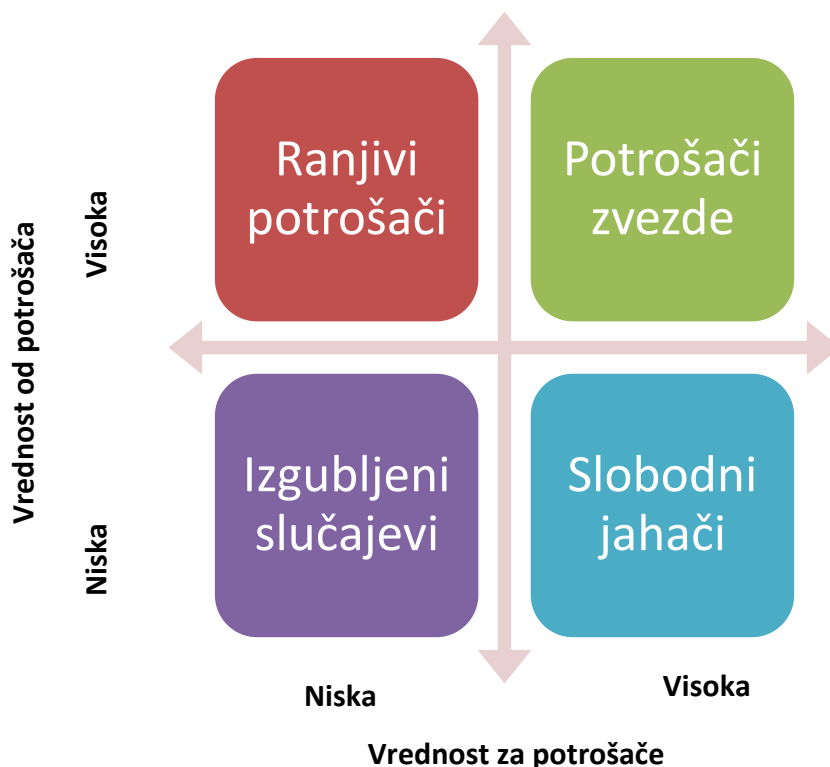 Vrednost od potrošača
Visoka
Niska
Ranjivi
potrošači
Potrošači
zvezde
Izgubljeni
slučajevi
Slobodni
jahači
Niska
Visoka
Vrednost za potrošače